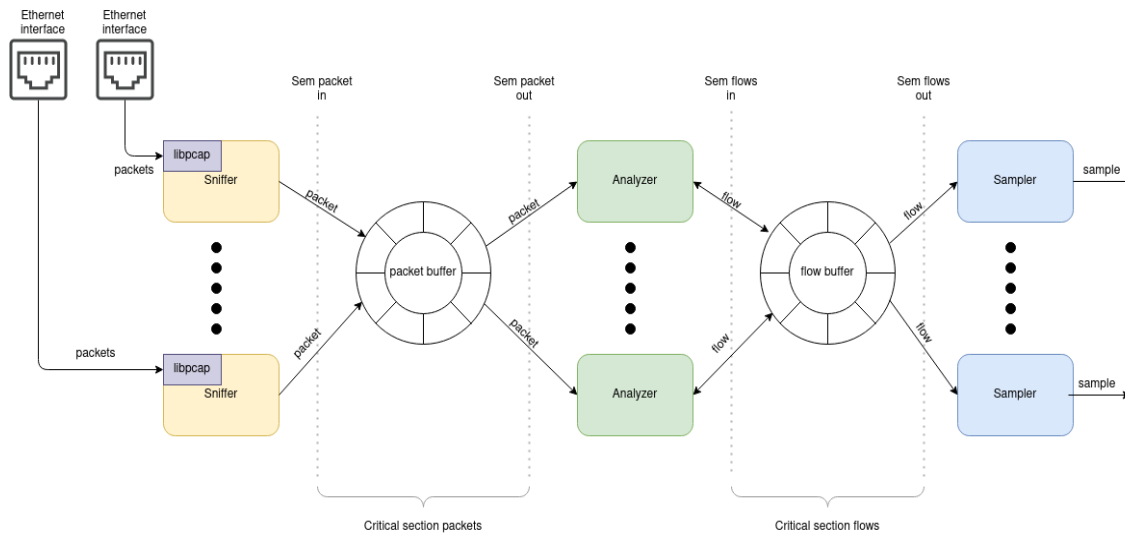 Ethernet
interface
Ethernet
interface
Sem packet
in
Sem packet
out
Sem flows
in
Sem flows
out
libpcap
Sniffer
packets
packet
packet
Analyzer
flow
flow
Sampler
sample
packet buffer
flow buffer
packets
libpcap
Sniffer
packet
packet
Analyzer
flow
flow
Sampler
sample
Critical section packets
Critical section flows